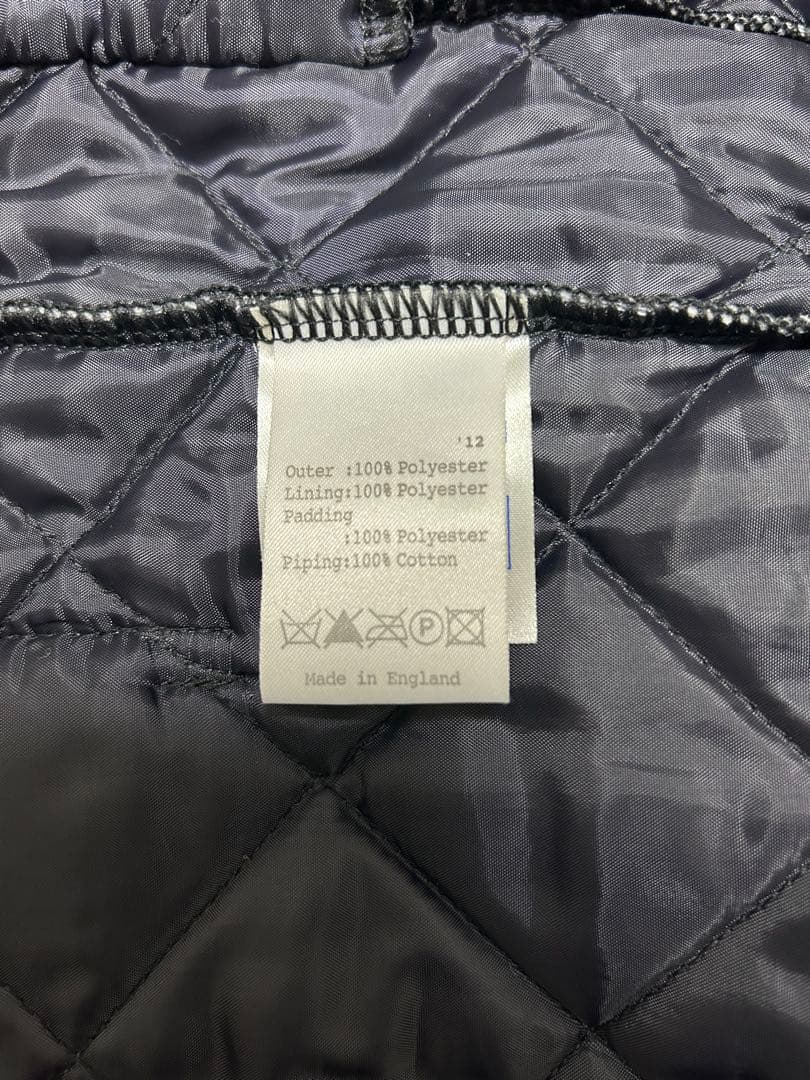 '12
Outer :100% Polyester
Lining:100% Polyester
Padding
:100% Polyester
Piping:100% Cotton
P
Made in England